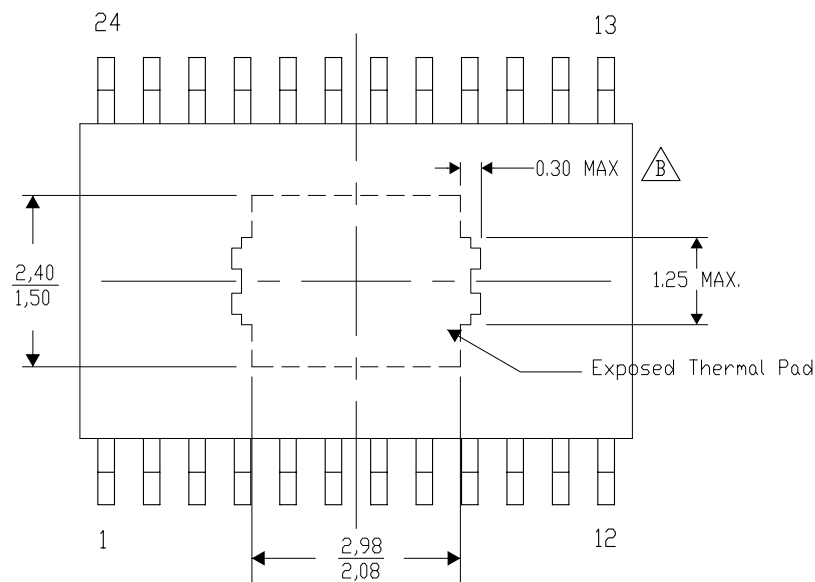 24
13
0.30 MAX
B
2,40
1,50
1.25 MAX.
Exposed Thermal Pad
1
12
2,98
2,08